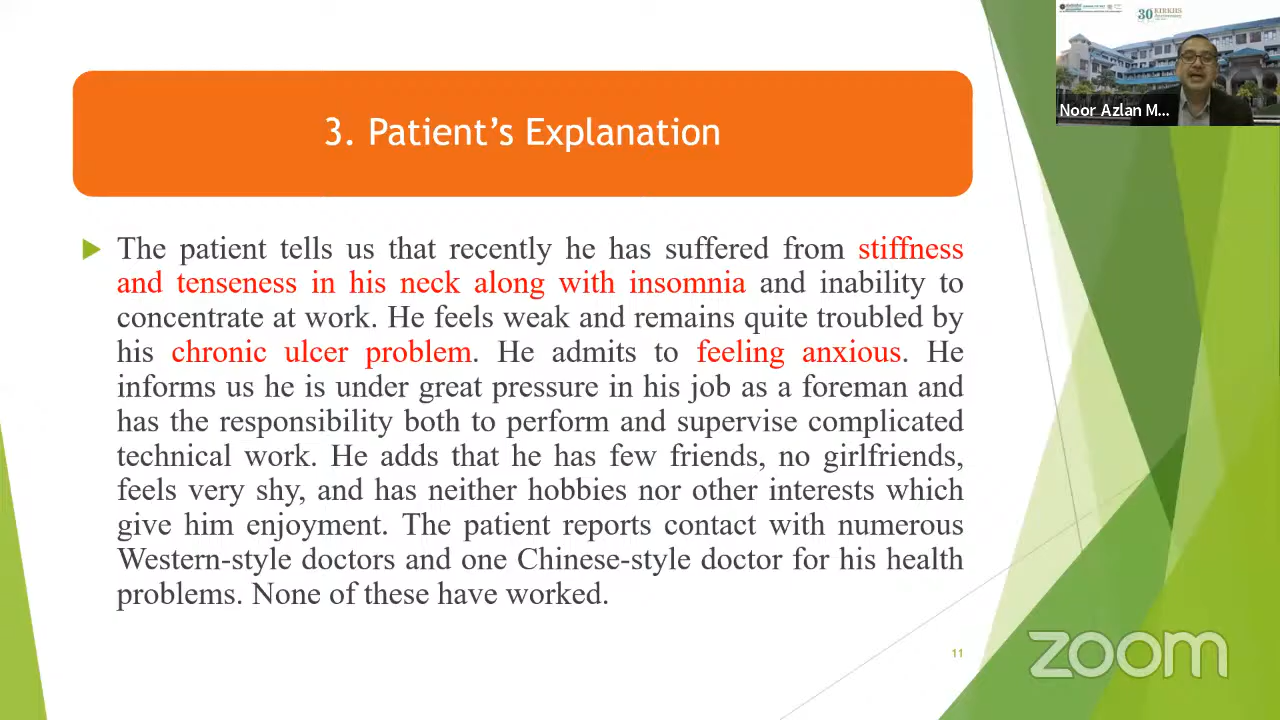 30 KIRKHS
Noor Azlan M...
3. Patient's Explanation
The patient tells us that recently he has suffered from stiffness
and tenseness in his neck along with insomnia and inability to
concentrate at work. He feels weak and remains quite troubled by
his chronic ulcer problem. He admits to feeling anxious. He
informs us he is under great pressure in his job as a foreman and
has the responsibility both to perform and supervise complicated
technical work. He adds that he has few friends, no girlfriends,
feels very shy, and has neither hobbies nor other interests which
give him enjoyment. The patient reports contact with numerous
Western-style doctors and one Chinese-style doctor for his health
problems. None of these have worked.
11
zoom